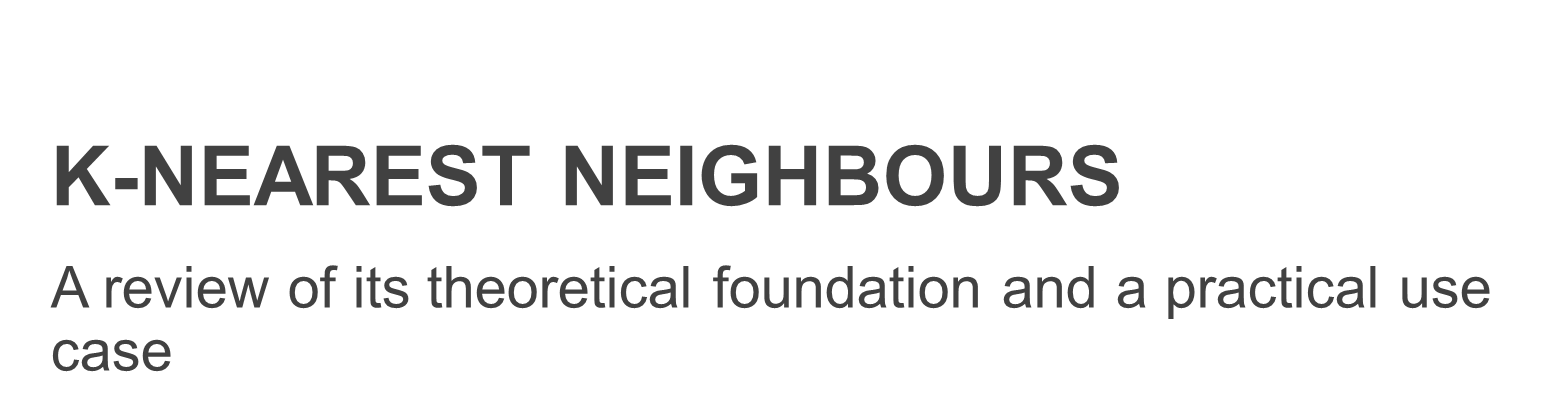 K-NEAREST NEIGHBOURS
A review of its theoretical foundation and a practical use
case